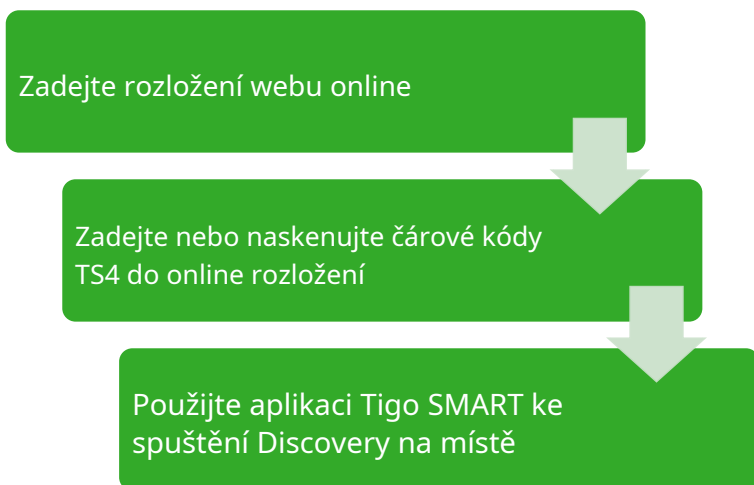 Zadejte rozložení webu online
Zadejte nebo naskenujte čárové kódy
TS4 do online rozložení
Použijte aplikaci Tigo SMART ke
spuštění Discovery na místě